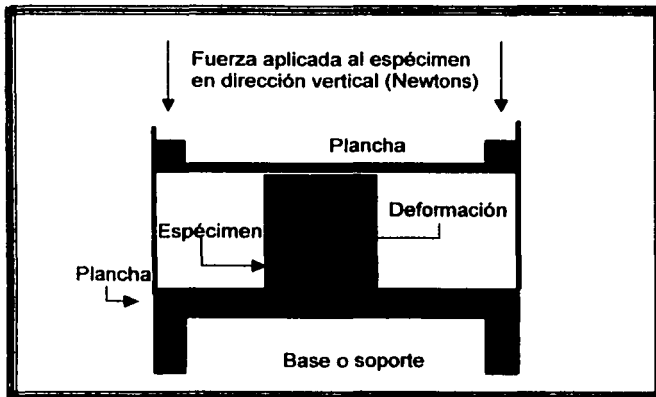 Fuerza aplicada al espécimen
en dirección vertical (Newtons)
Plancha
Deformación
Espécimen
Plancha
Base o soporte